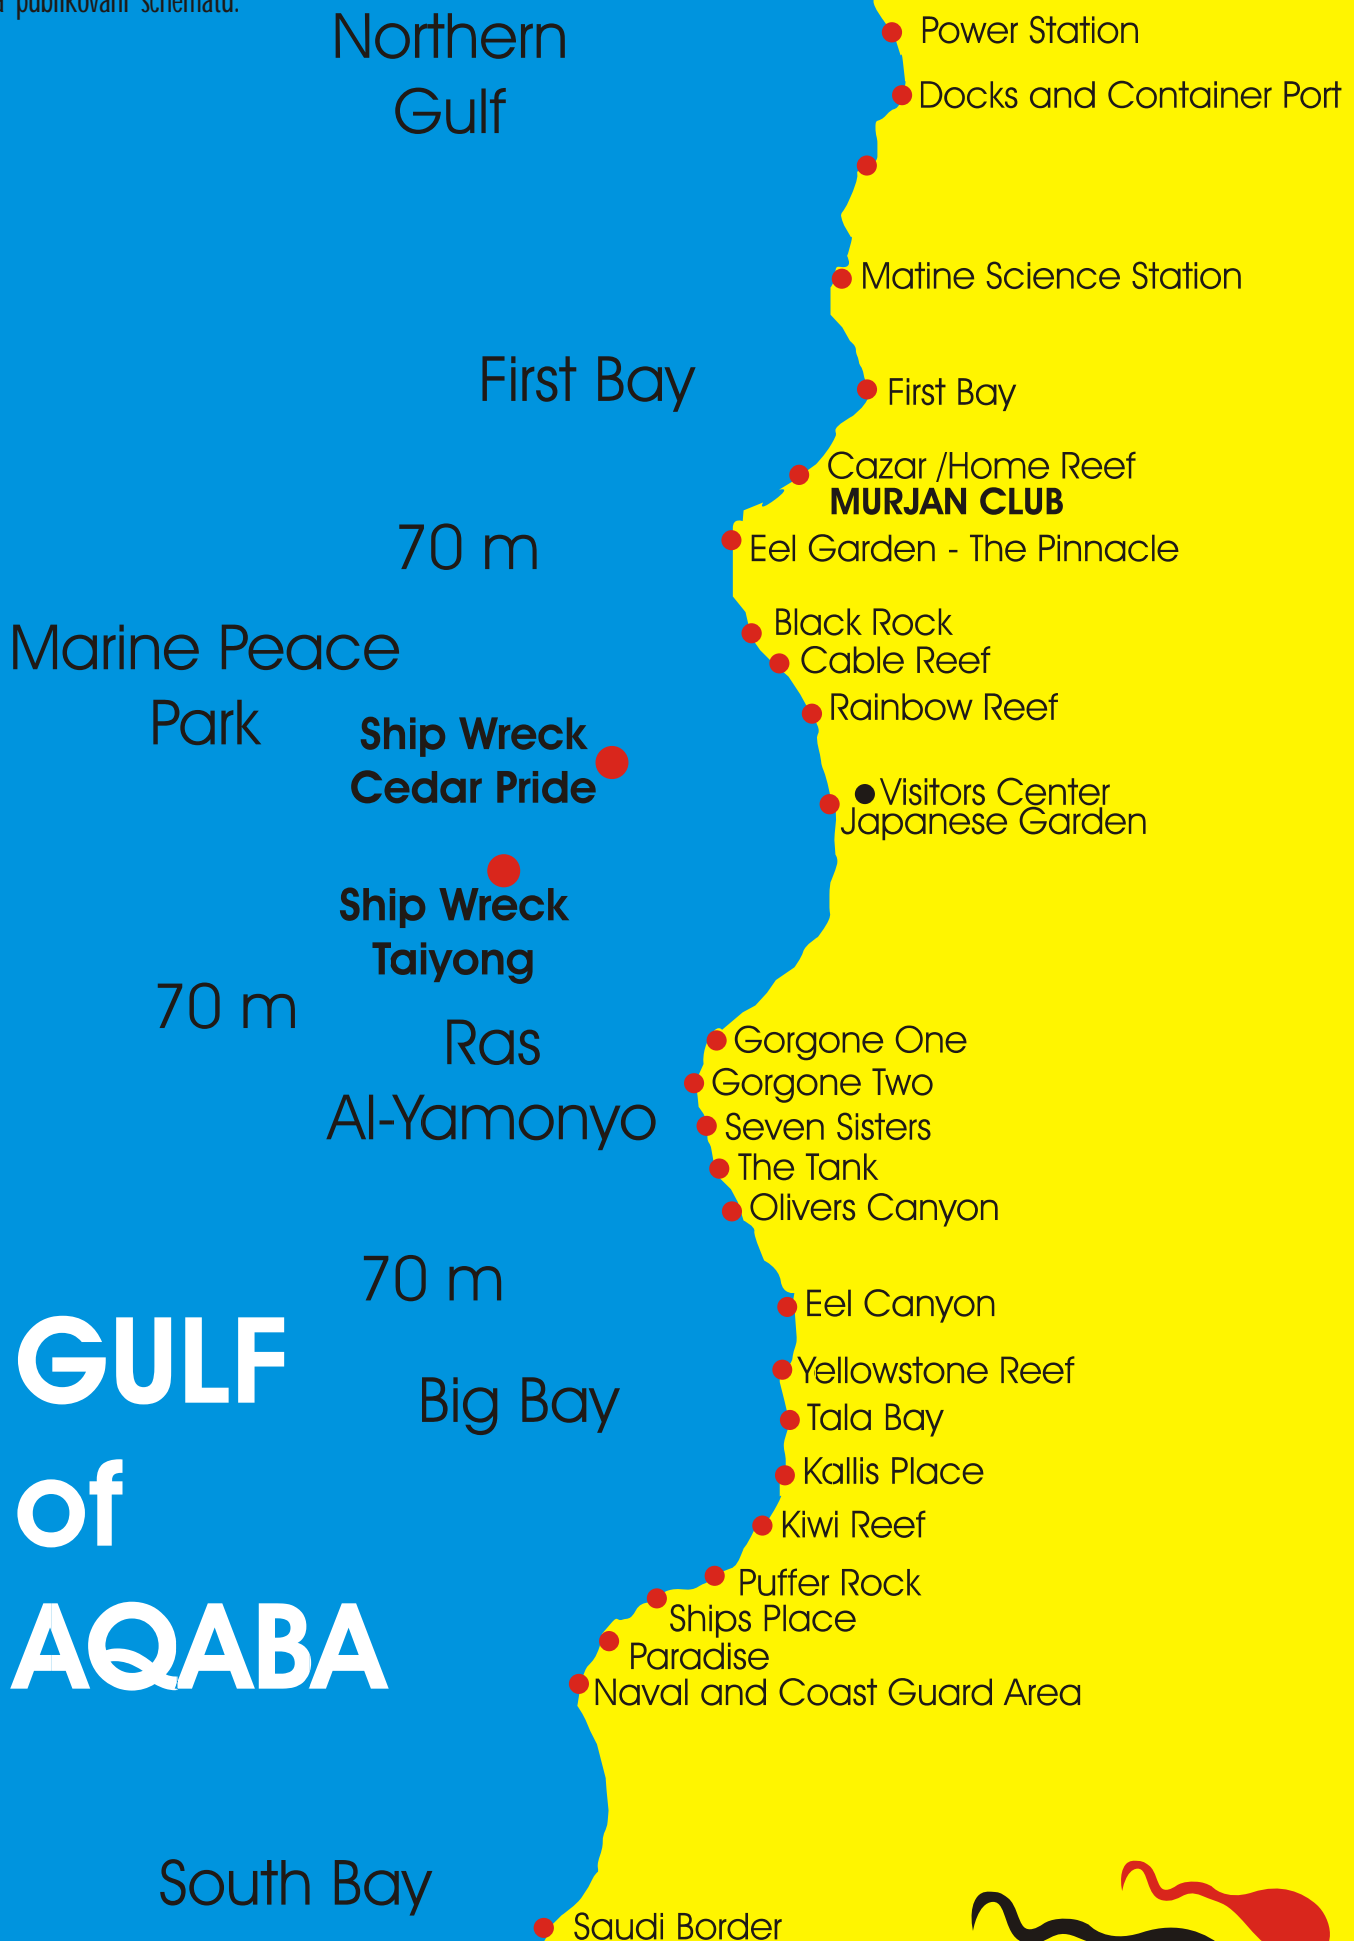 publikování schématu.
Northern
Gulf
Power Station
Docks and Container Port
Matine Science Station
First Bay
First Bay
Cazar /Home Reef
MURJAN CLUB
70 m
Eel Garden - The Pinnacle
Marine Peace
Park
Black Rock
Cable Reef
Rainbow Reef
Ship Wreck
Cedar Pride
Visitors Center
Japanese Garden
Ship Wreck
Taiyong
70 m
Ras
Al-Yamonyo
Gorgone One
Gorgone Two
Seven Sisters
The Tank
Olivers Canyon
70 m
Eel Canyon
Yellowstone Reef
Big Bay
Tala Bay
Kallis Place
Kiwi Reef
Puffer Rock
Ships Place
Paradise
Naval and Coast Guard Area
GULF
of
AQABA
South Bay
Saudi Border